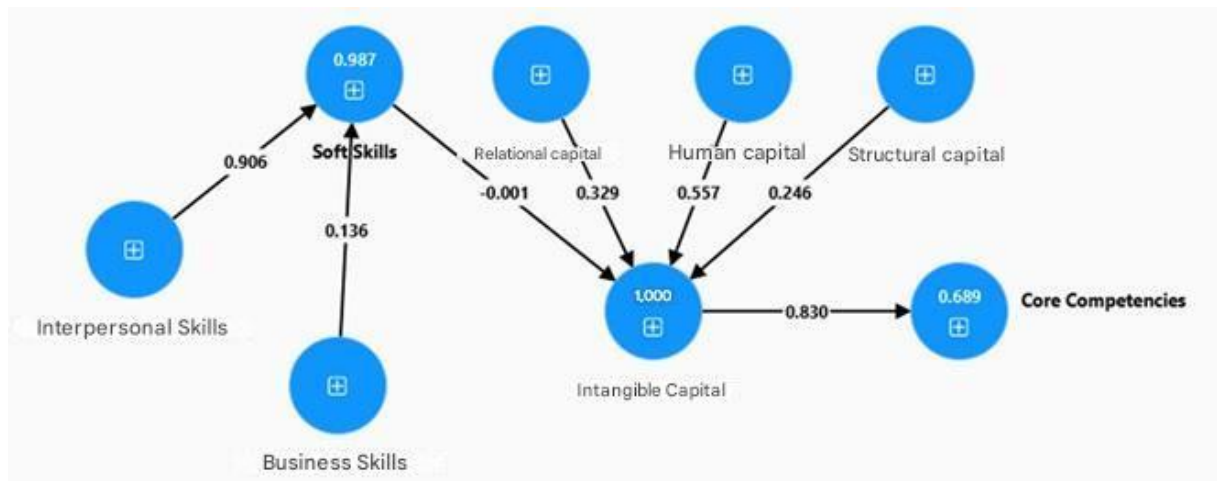 0.987
Soft Skills
Relational capital
Human capital
Structural capital
0.906
-0.001
0.329
0.557
0.246
0.136
Interpersonal Skills
1,000
0.830
0.689
Core Competencies
Intangible Capital
Business Skills